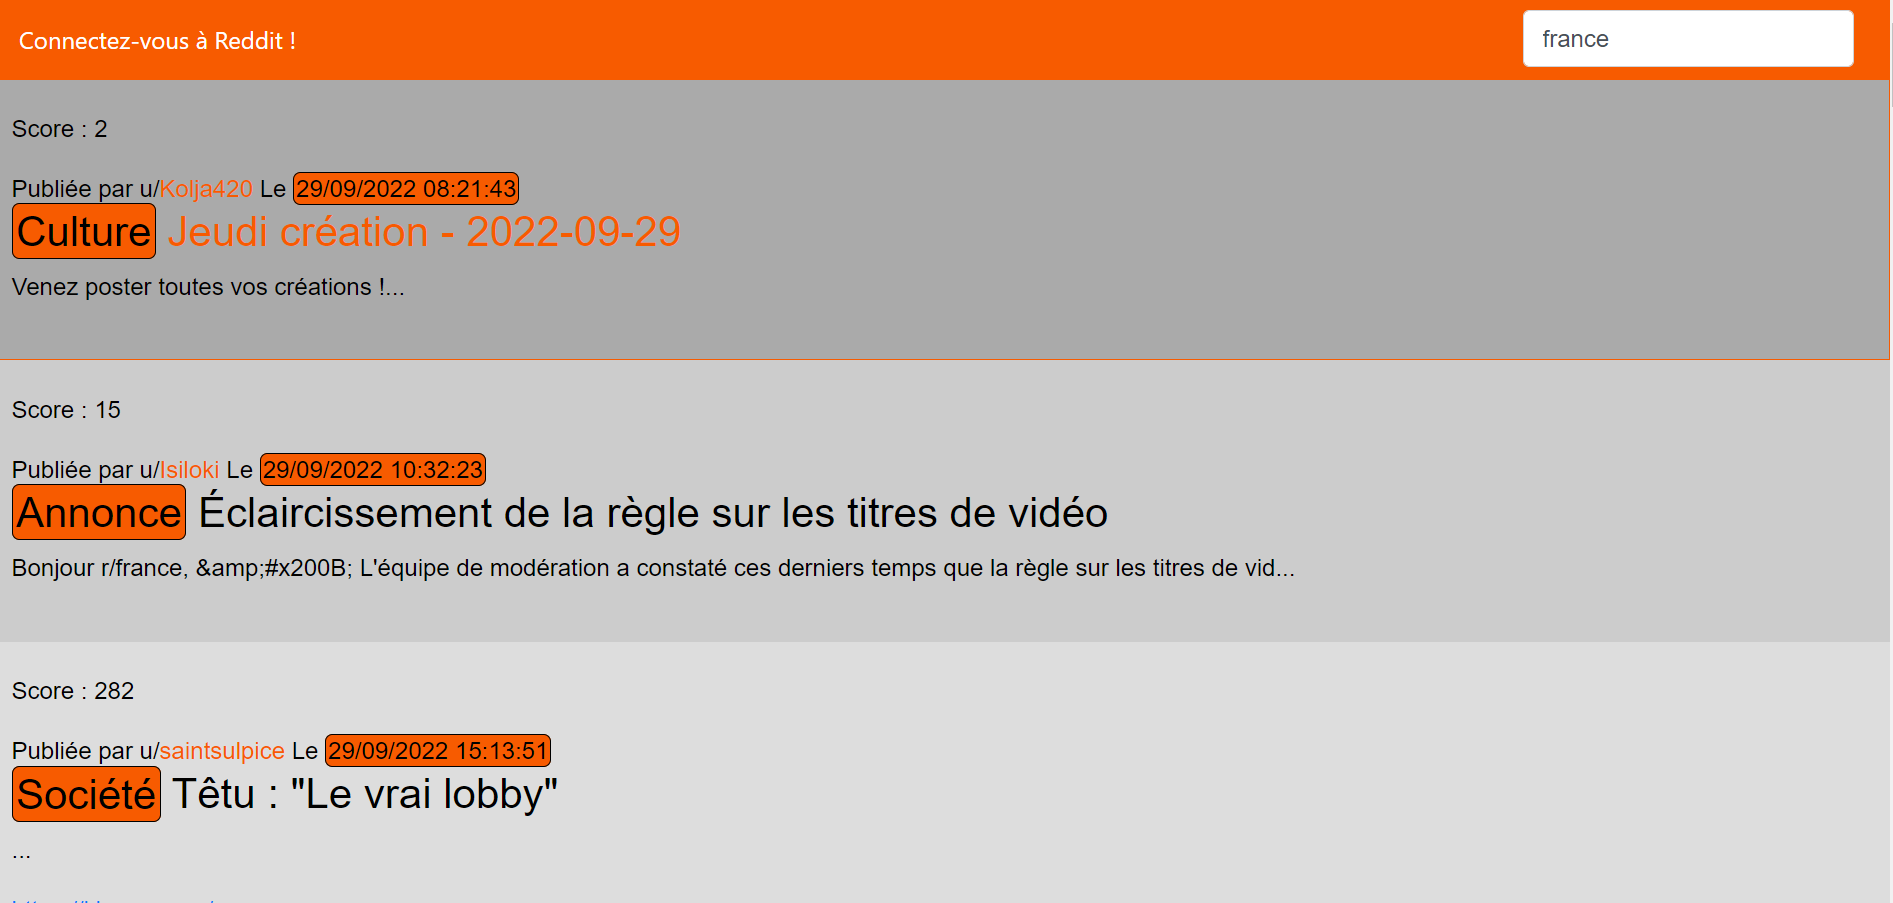 Connectez-vous à Reddit !
france
Score : 2
Publiée par u/Kolja420 Le 29/09/2022 08:21:43
Culture Jeudi création - 2022-09-29
Venez poster toutes vos créations !...
Score : 15
Publiée par u/Isiloki Le 29/09/2022 10:32:23
Annonce Éclaircissement de la règle sur les titres de vidéo
Bonjour r/france, &amp;#x200B; L'équipe de modération a constaté ces derniers temps que la règle sur les titres de vid...
Score : 282
Publiée par u/saintsulpice Le 29/09/2022 15:13:51
Société Têtu : "Le vrai lobby"
...